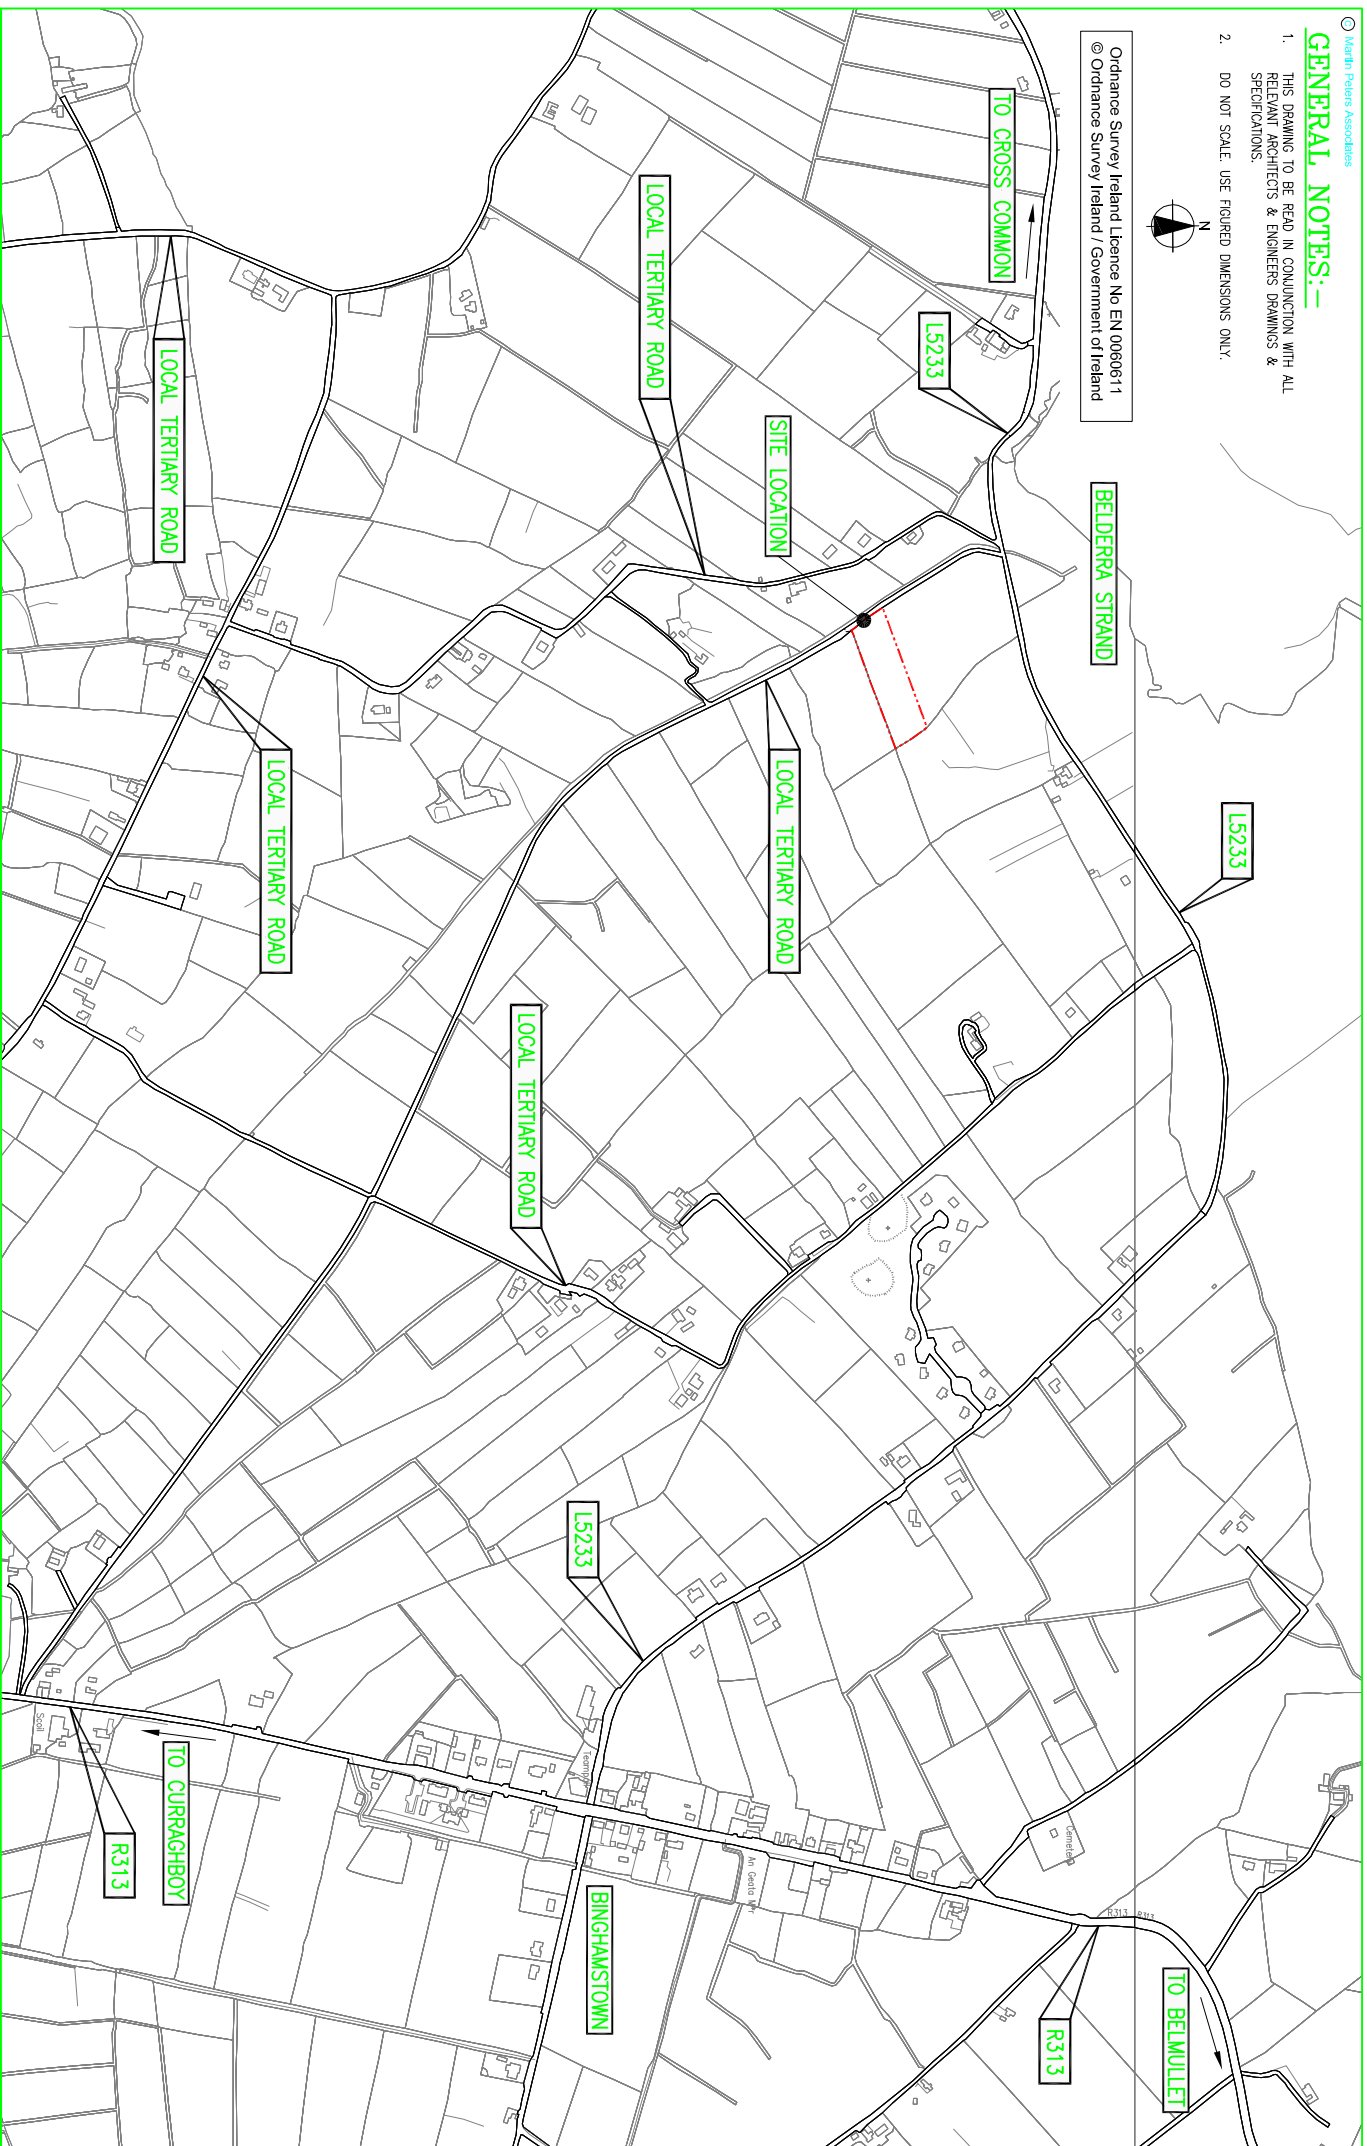 © Martin Peters Associates
GENERAL NOTES:-
1. THIS DRAWING TO BE READ IN CONJUNCTION WITH ALL
RELEVANT ARCHITECTS & ENGINEERS DRAWINGS &
SPECIFICATIONS.
2. DO NOT SCALE. USE FIGURED DIMENSIONS ONLY.
N
Ordnance Survey Ireland Licence No EN 0060611
© Ordnance Survey Ireland / Government of Ireland
TO CROSS COMMON
L5233
BELDERRA STRAND
L5233
LOCAL TERTIARY ROAD
SITE LOCATION
LOCAL TERTIARY ROAD
LOCAL TERTIARY ROAD
LOCAL TERTIARY ROAD
LOCAL TERTIARY ROAD
L5233
TO BELMULLET
R313
R313
R313
Cemetery
An Geata M
Teampall
BINGHAMSTOWN
TO CURRAGHBOY
R313
Scoil